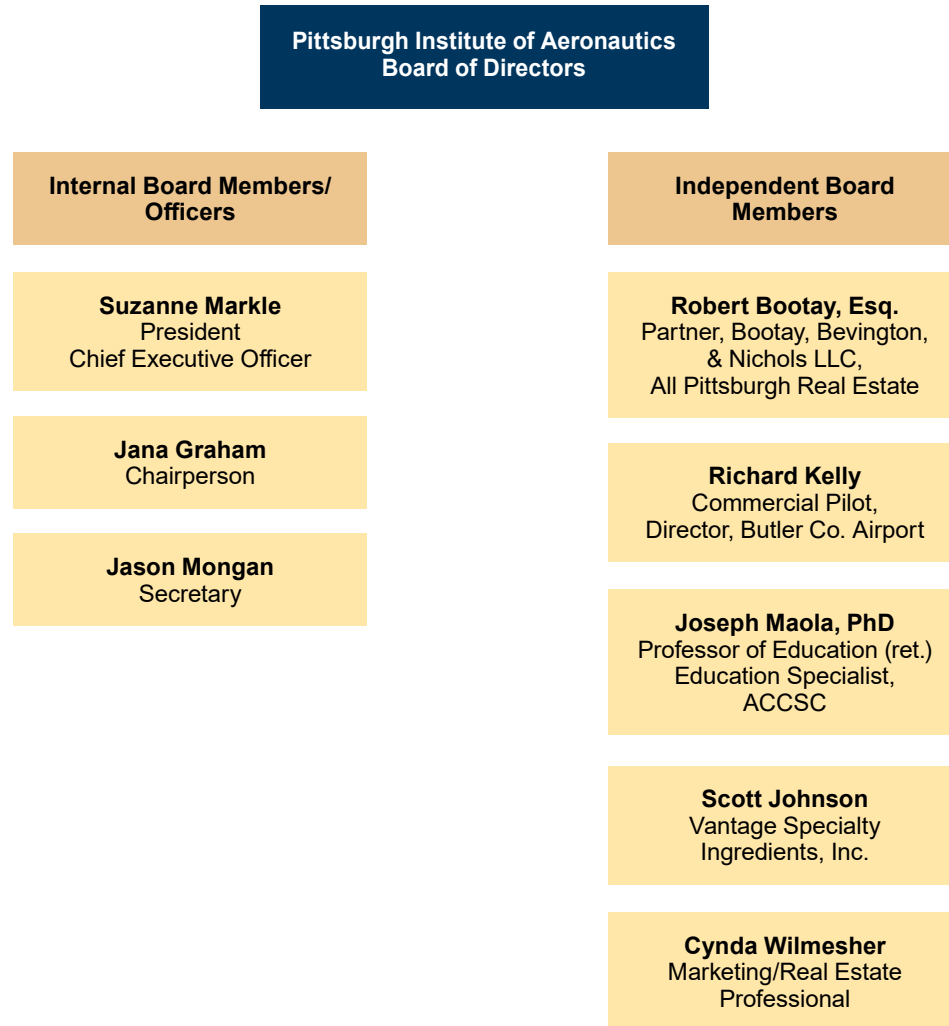 Pittsburgh Institute of Aeronautics
Board of Directors
Internal Board Members/
Officers
Suzanne Markle
President
Chief Executive Officer
Jana Graham
Chairperson
Jason Mongan
Secretary
Independent Board
Members
Robert Bootay, Esq.
Partner, Bootay, Bevington,
& Nichols LLC,
All Pittsburgh Real Estate
Richard Kelly
Commercial Pilot,
Director, Butler Co. Airport
Joseph Maola, PhD
Professor of Education (ret.)
Education Specialist,
ACCSC
Scott Johnson
Vantage Specialty
Ingredients, Inc.
Cynda Wilmesher
Marketing/Real Estate
Professional